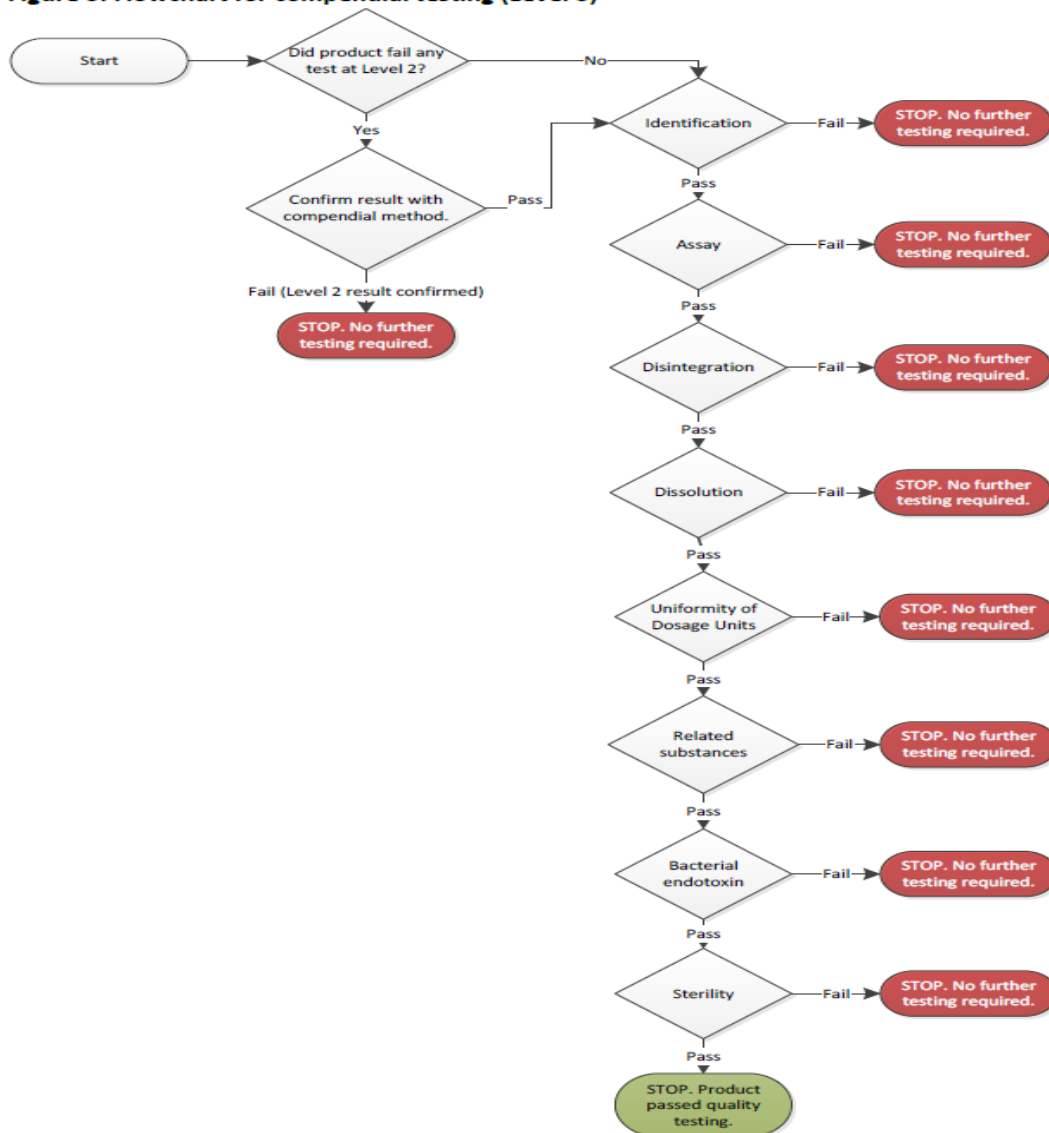 Start
Did product fail any
test at Level 2?
No
Yes
Confirm result with
compendial method.
Pass
Fail (Level 2 result confirmed)
STOP. No further
testing required.
Identification
Fail
STOP. No further
testing required.
Pass
Assay
Fail
STOP. No further
testing required.
Pass
Disintegration
Fail
STOP. No further
testing required.
Pass
Dissolution
Fail
STOP. No further
testing required.
Pass
Uniformity of
Dosage Units
Fail
STOP. No further
testing required.
Pass
Related
substances
Fail
STOP. No further
testing required.
Pass
Bacterial
endotoxin
Fail
STOP. No further
testing required.
Pass
Sterility
Fail
STOP. No further
testing required.
Pass
STOP. Product
passed quality
testing.